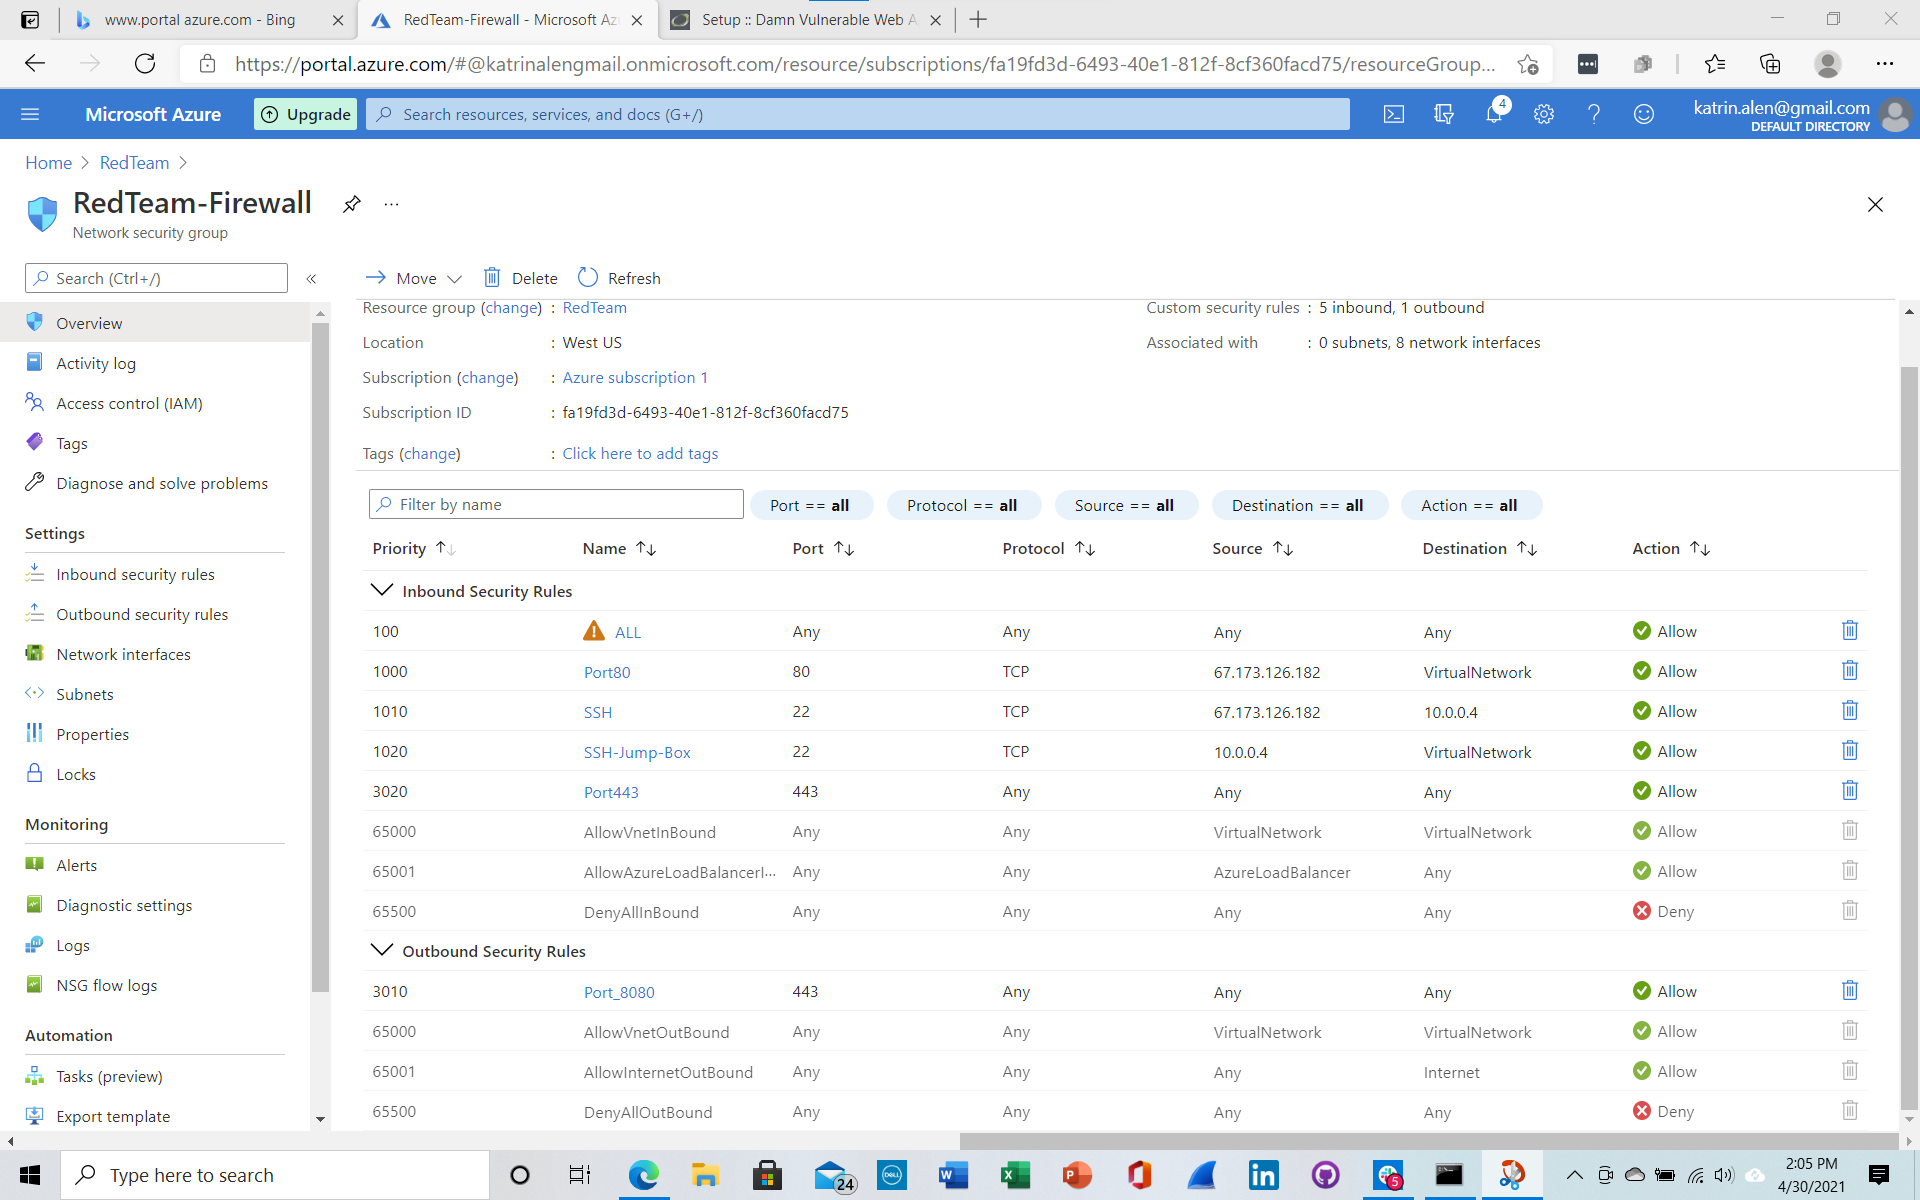 www.portal azure.com - Bing
RedTeam-Firewall - Microsoft Az
Setup :: Damn Vulnerable Web A
https://portal.azure.com/#@katrinalengmail.onmicrosoft.com/resource/subscriptions/fa19fd3d-6493-40e1-812f-8cf360facd75/resourceGroup...
Microsoft Azure
Upgrade
Search resources, services, and docs (G+/)
4
katrin.alen@gmail.com
DEFAULT DIRECTORY
Home > RedTeam >
RedTeam-Firewall
...
Network security group
Search (Ctrl+/)
«
Move
Delete
Refresh
Overview
Activity log
Access control (IAM)
Tags
Diagnose and solve problems
Settings
Inbound security rules
Outbound security rules
Network interfaces
Subnets
Properties
Locks
Monitoring
Alerts
Diagnostic settings
Logs
NSG flow logs
Automation
Tasks (preview)
Export template
Resource group (change) : RedTeam
Custom security rules : 5 inbound, 1 outbound
Location : West US
Associated with : 0 subnets, 8 network interfaces
Subscription (change) : Azure subscription 1
Subscription ID : fa19fd3d-6493-40e1-812f-8cf360facd75
Tags (change) : Click here to add tags
Filter by name
Port == all
Protocol == all
Source == all
Destination == all
Action == all
Priority Name Port Protocol Source Destination Action
Inbound Security Rules
100 ALL Any Any Any Any Allow
1000 Port80 80 TCP 67.173.126.182 VirtualNetwork Allow
1010 SSH 22 TCP 67.173.126.182 10.0.0.4 Allow
1020 SSH-Jump-Box 22 TCP 10.0.0.4 VirtualNetwork Allow
3020 Port443 443 Any Any Any Allow
65000 AllowVnetInBound Any Any VirtualNetwork VirtualNetwork Allow
65001 AllowAzureLoadBalancerI... Any Any AzureLoadBalancer Any Allow
65500 DenyAllInBound Any Any Any Any Deny
Outbound Security Rules
3010 Port_8080 443 Any Any Any Allow
65000 AllowVnetOutBound Any Any VirtualNetwork VirtualNetwork Allow
65001 AllowInternetOutBound Any Any Any Internet Allow
65500 DenyAllOutBound Any Any Any Any Deny
Type here to search
24
DELL
5
2:05 PM
4/30/2021